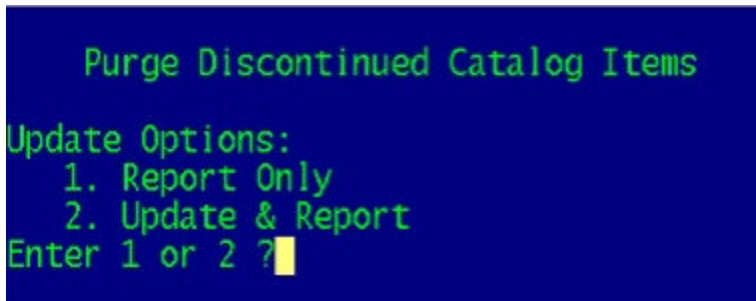 Purge Discontinued Catalog Items
Update Options:
1. Report Only
2. Update & Report
Enter 1 or 2 ?